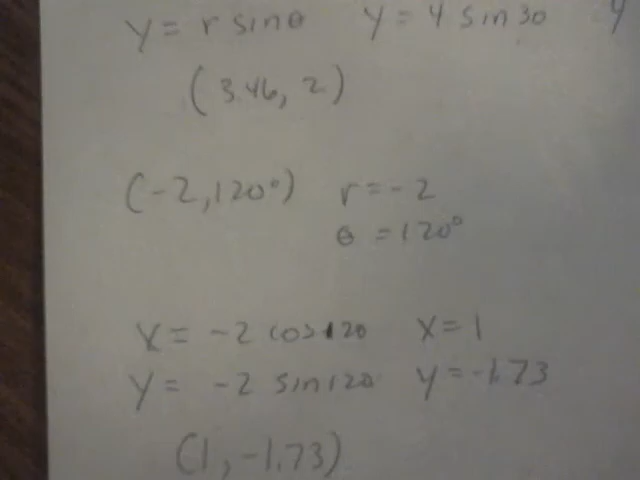 y = r sinθ y = 4 sin 30 y
(3.46, 2)
(-2, 120°) r = -2
θ = 120°
x = -2 cos 120 x = 1
y = -2 sin 120 y = -1.73
(1, -1.73)